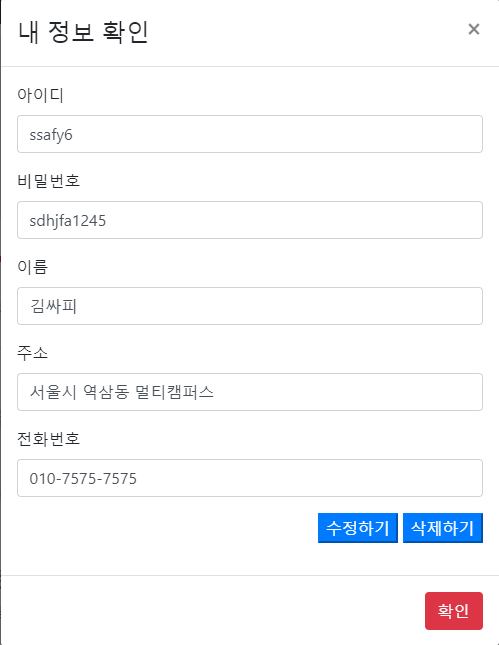 내 정보 확인 ×
아이디
ssafy6
비밀번호
sdhjfa1245
이름
김싸피
주소
서울시 역삼동 멀티캠퍼스
전화번호
010-7575-7575
수정하기 삭제하기
확인